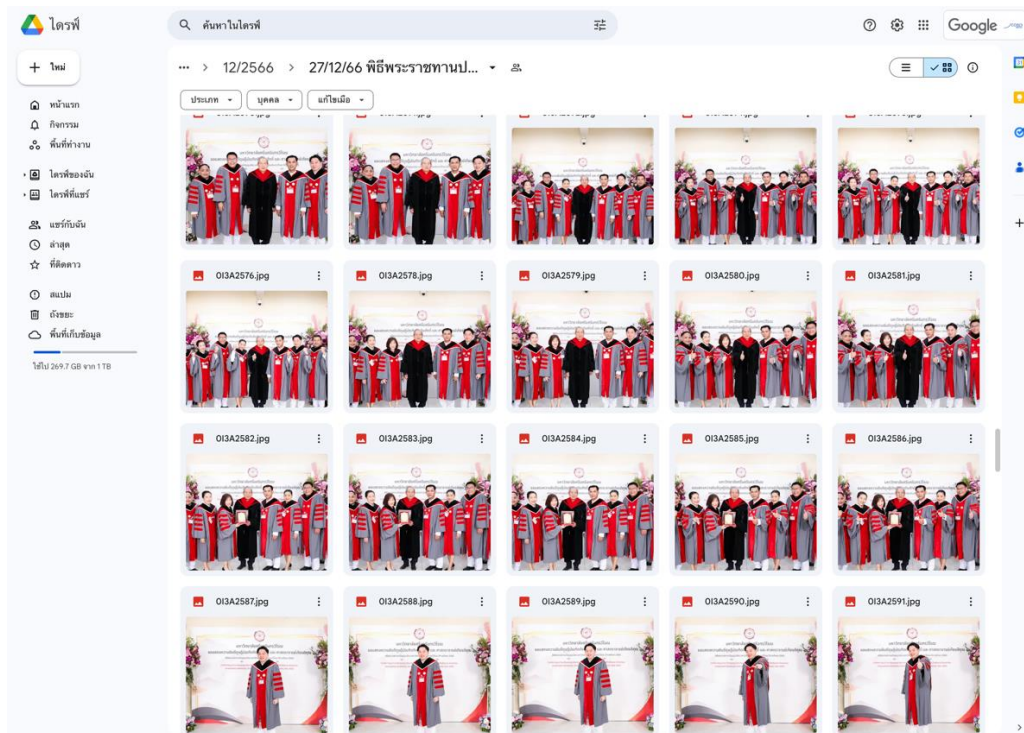 ไดรฟ์
ค้นหาในไดรฟ์
Google
ใหม่
12/2566
27/12/66 พิธีพระราชทานป...
ประเภท
บุคคล
แก้ไขเมื่อ
หน้าแรก
กิจกรรม
พื้นที่ทำงาน
ไดรฟ์ของฉัน
ไดรฟ์ที่แชร์
แชร์กับฉัน
ล่าสุด
ที่ติดดาว
สแปม
ถังขยะ
พื้นที่เก็บข้อมูล
ใช้ไป 269.7 GB จาก 1 TB
OI3A2576.jpg
OI3A2578.jpg
OI3A2579.jpg
OI3A2580.jpg
OI3A2581.jpg
OI3A2582.jpg
OI3A2583.jpg
OI3A2584.jpg
OI3A2585.jpg
OI3A2586.jpg
OI3A2587.jpg
OI3A2588.jpg
OI3A2589.jpg
OI3A2590.jpg
OI3A2591.jpg